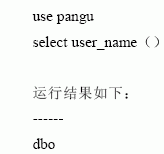 use pangu
select user_name（）
运行结果如下：
------
dbo